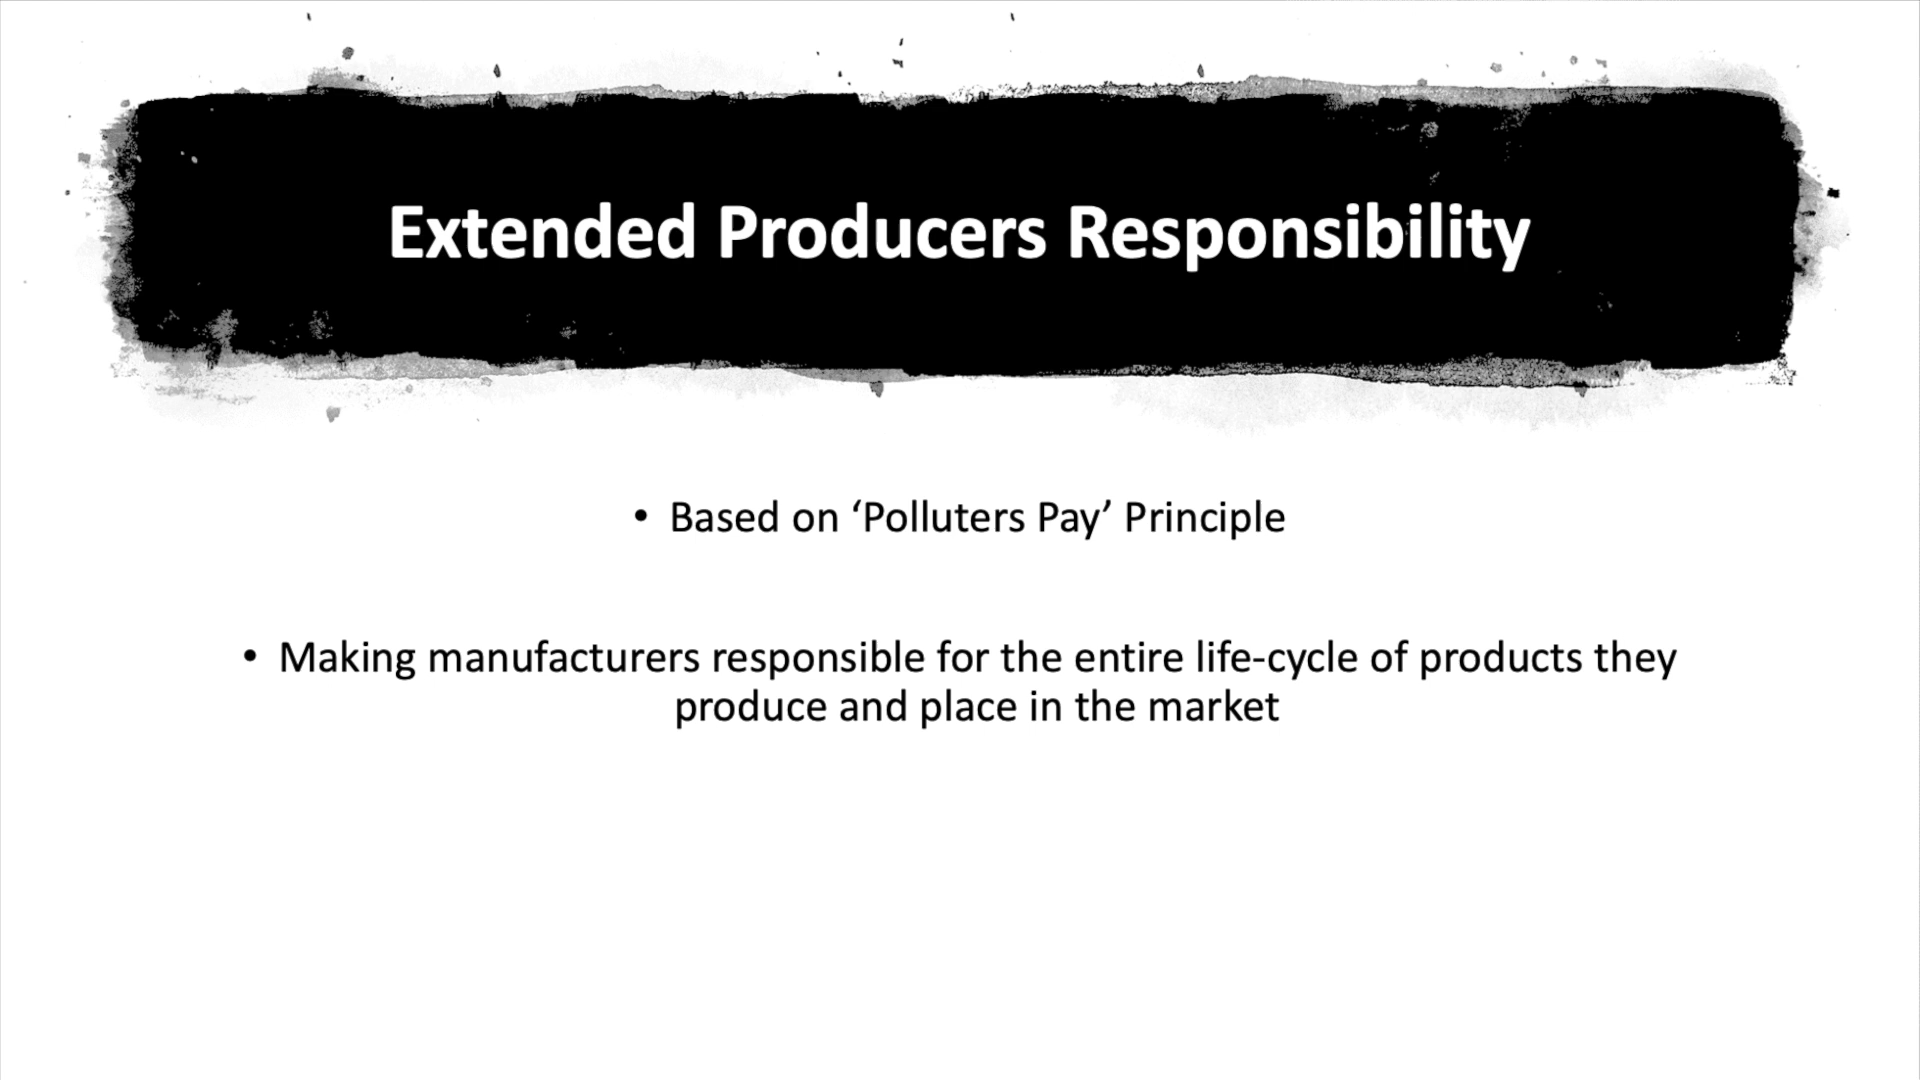 Extended Producers Responsibility
• Based on ‘Polluters Pay’ Principle
• Making manufacturers responsible for the entire life-cycle of products they
produce and place in the market